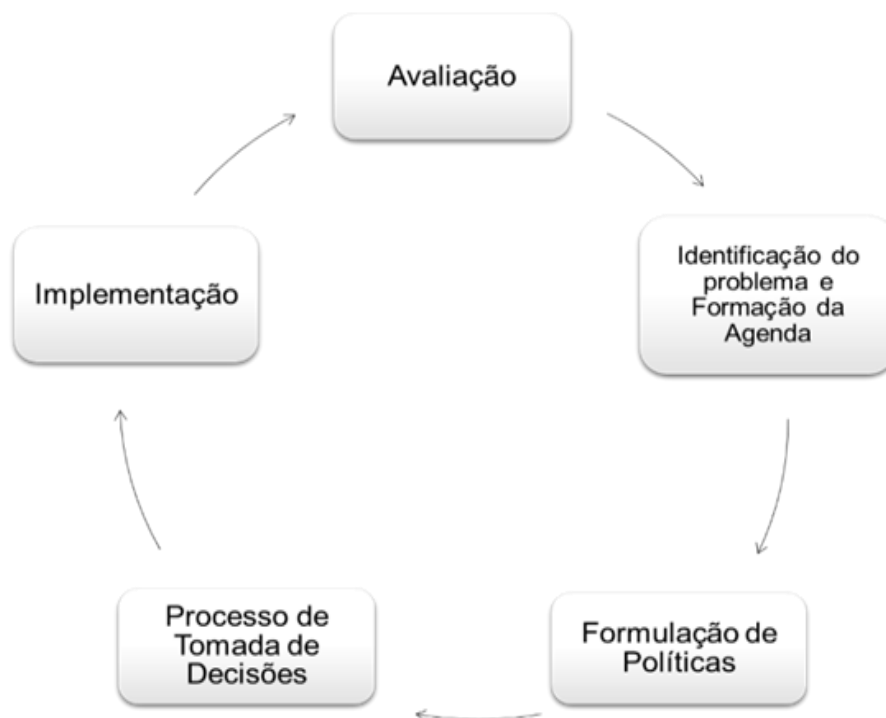 Avaliação
Identificação do
problema e
Formação da
Agenda
Formulação de
Políticas
Processo de
Tomada de
Decisões
Implementação